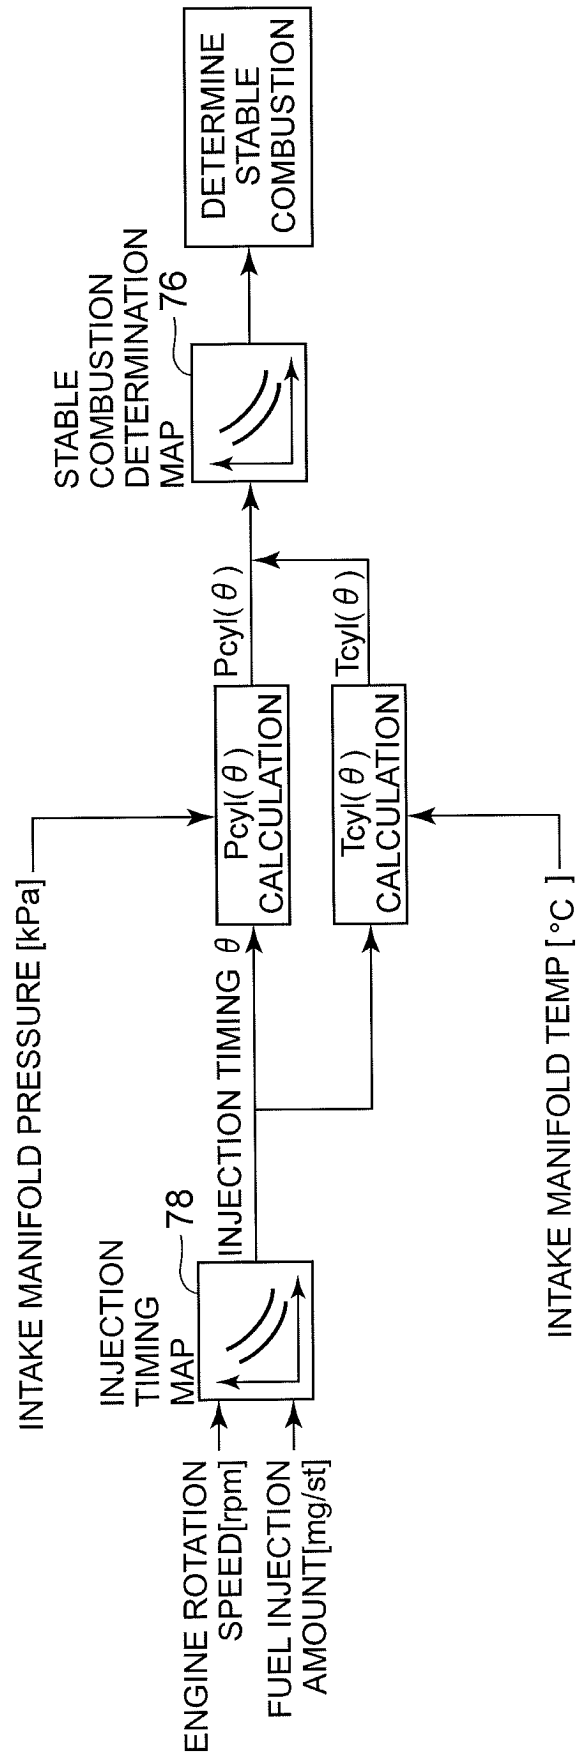 ENGINE ROTATION
SPEED[rpm]
FUEL INJECTION
AMOUNT[mg/st]
INJECTION
TIMING
MAP
78
INJECTION TIMING θ
INTAKE MANIFOLD PRESSURE [kPa]
Pcyl(θ)
CALCULATION
Tcyl(θ)
CALCULATION
INTAKE MANIFOLD TEMP [ °C ]
Pcyl(θ)
Tcyl(θ)
STABLE
COMBUSTION
DETERMINATION
MAP
76
DETERMINE
STABLE
COMBUSTION